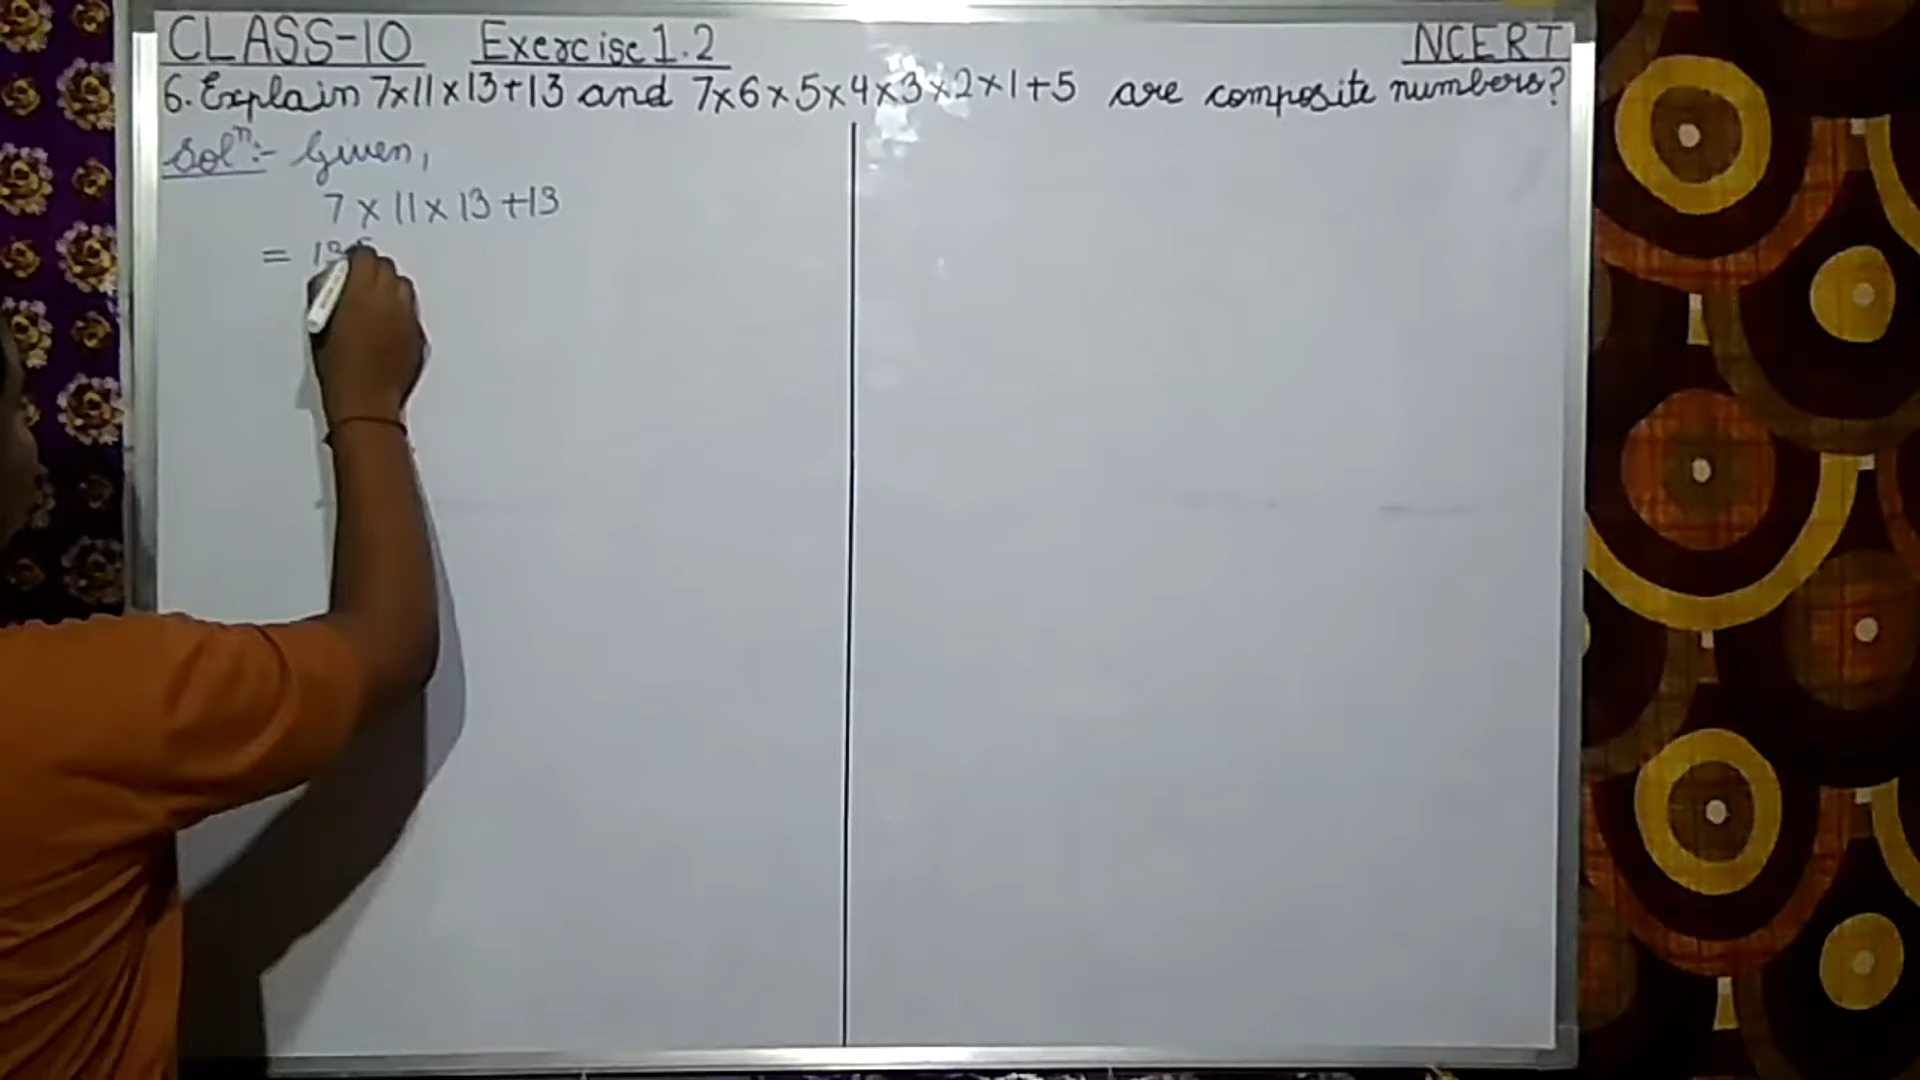 CLASS-10 Exercise 1.2 NCERT
6. Explain 7×11×13+13 and 7×6×5×4×3×2×1+5 are composite numbers?
Solⁿ:- Given,
7×11×13+13
= 13